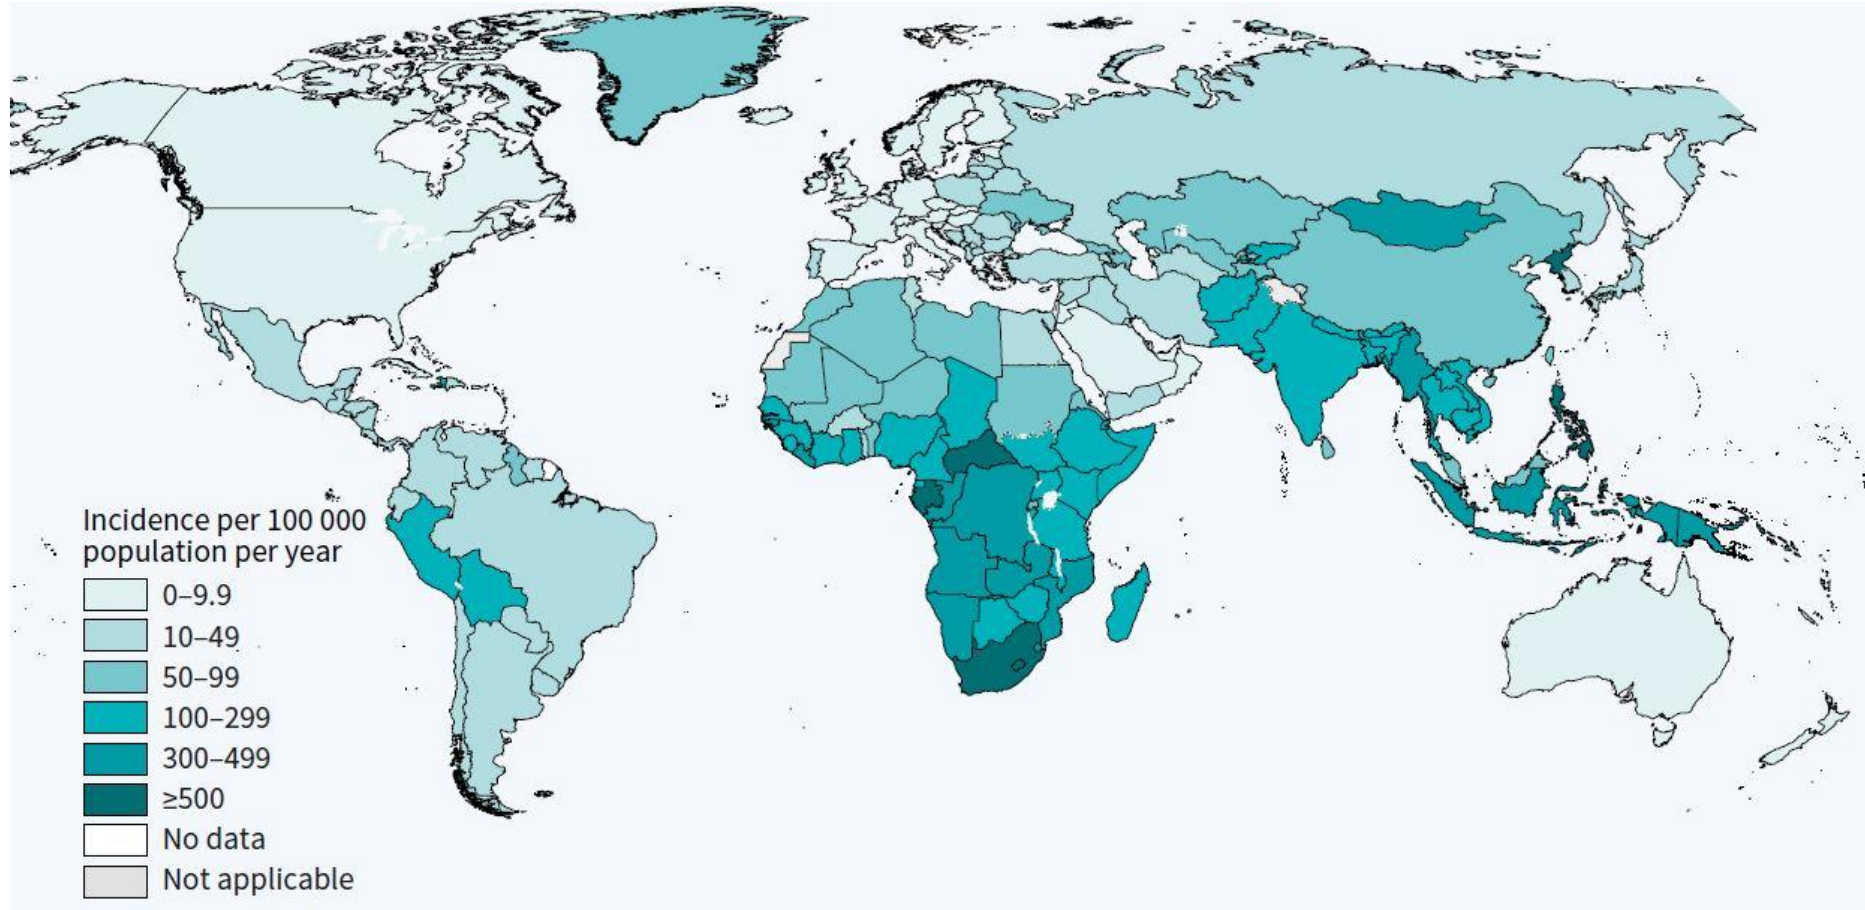 Incidence per 100 000
population per year
0–9.9
10–49
50–99
100–299
300–499
≥500
No data
Not applicable